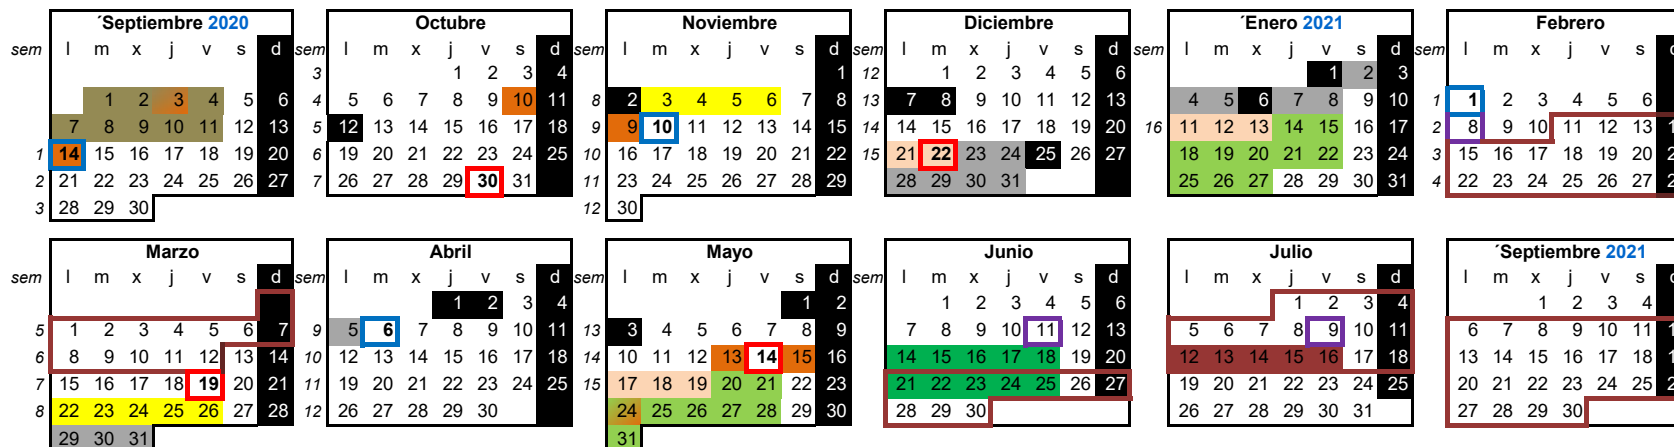 ´Septiembre 2020
sem l m x j v s d
1 2 3 4 5 6
7 8 9 10 11 12 13
1 14 15 16 17 18 19 20
2 21 22 23 24 25 26 27
3 28 29 30
Octubre
sem l m x j v s d
3 1 2 3 4
4 5 6 7 8 9 10 11
5 12 13 14 15 16 17 18
6 19 20 21 22 23 24 25
7 26 27 28 29 30 31
Noviembre
sem l m x j v s d
1
8 2 3 4 5 6 7 8
9 9 10 11 12 13 14 15
10 16 17 18 19 20 21 22
11 23 24 25 26 27 28 29
12 30
Diciembre
sem l m x j v s d
12 1 2 3 4 5 6
13 7 8 9 10 11 12 13
14 14 15 16 17 18 19 20
15 21 22 23 24 25 26 27
28 29 30 31
´Enero 2021
sem l m x j v s d
1 2 3
4 5 6 7 8 9 10
16 11 12 13 14 15 16 17
18 19 20 21 22 23 24
25 26 27 28 29 30 31
Febrero
sem l m x j v s
1 1 2 3 4 5 6
2 8 9 10 11 12 13
3 15 16 17 18 19 20
4 22 23 24 25 26 27
Marzo
sem l m x j v s d
5 1 2 3 4 5 6 7
6 8 9 10 11 12 13 14
7 15 16 17 18 19 20 21
8 22 23 24 25 26 27 28
29 30 31
Abril
sem l m x j v s d
1 2 3 4
9 5 6 7 8 9 10 11
10 12 13 14 15 16 17 18
11 19 20 21 22 23 24 25
12 26 27 28 29 30
Mayo
sem l m x j v s d
1 2
13 3 4 5 6 7 8 9
14 10 11 12 13 14 15 16
15 17 18 19 20 21 22 23
24 25 26 27 28 29 30
31
Junio
sem l m x j v s d
1 2 3 4 5 6
7 8 9 10 11 12 13
14 15 16 17 18 19 20
21 22 23 24 25 26 27
28 29 30
Julio
sem l m x j v s d
1 2 3 4
5 6 7 8 9 10 11
12 13 14 15 16 17 18
19 20 21 22 23 24 25
26 27 28 29 30 31
´Septiembre 2021
l m x j v s
1 2 3 4
6 7 8 9 10 11
13 14 15 16 17 18
20 21 22 23 24 25
27 28 29 30